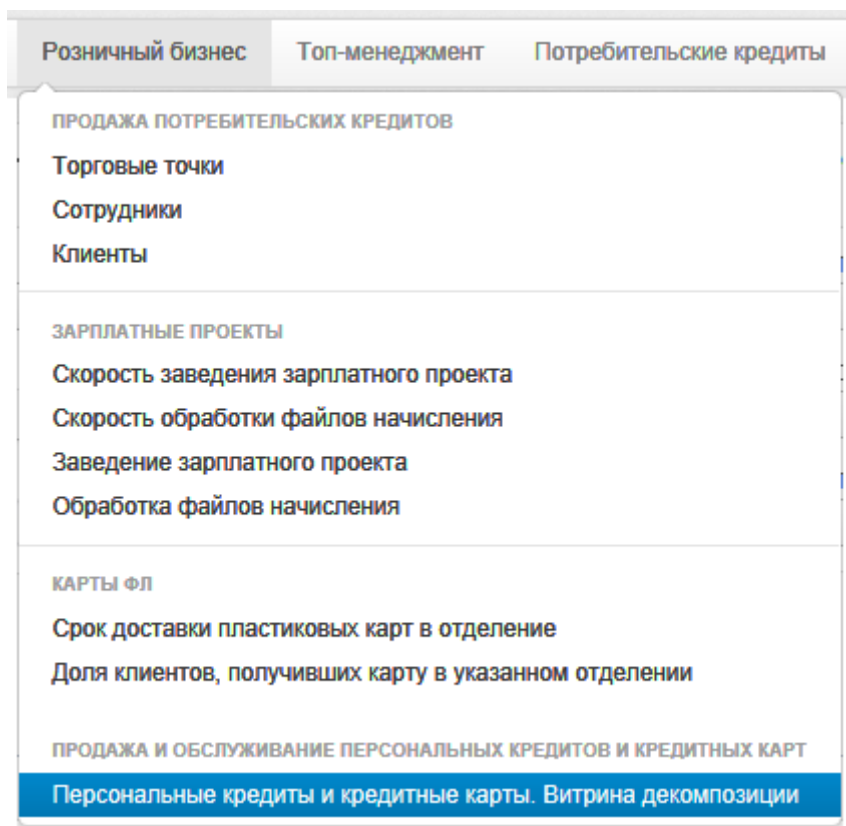 Розничный бизнес Топ-менеджмент Потребительские кредиты
ПРОДАЖА ПОТРЕБИТЕЛЬСКИХ КРЕДИТОВ
Торговые точки
Сотрудники
Клиенты
ЗАРПЛАТНЫЕ ПРОЕКТЫ
Скорость заведения зарплатного проекта
Скорость обработки файлов начисления
Заведение зарплатного проекта
Обработка файлов начисления
КАРТЫ ФЛ
Срок доставки пластиковых карт в отделение
Доля клиентов, получивших карту в указанном отделении
ПРОДАЖА И ОБСЛУЖИВАНИЕ ПЕРСОНАЛЬНЫХ КРЕДИТОВ И КРЕДИТНЫХ КАРТ
Персональные кредиты и кредитные карты. Витрина декомпозиции